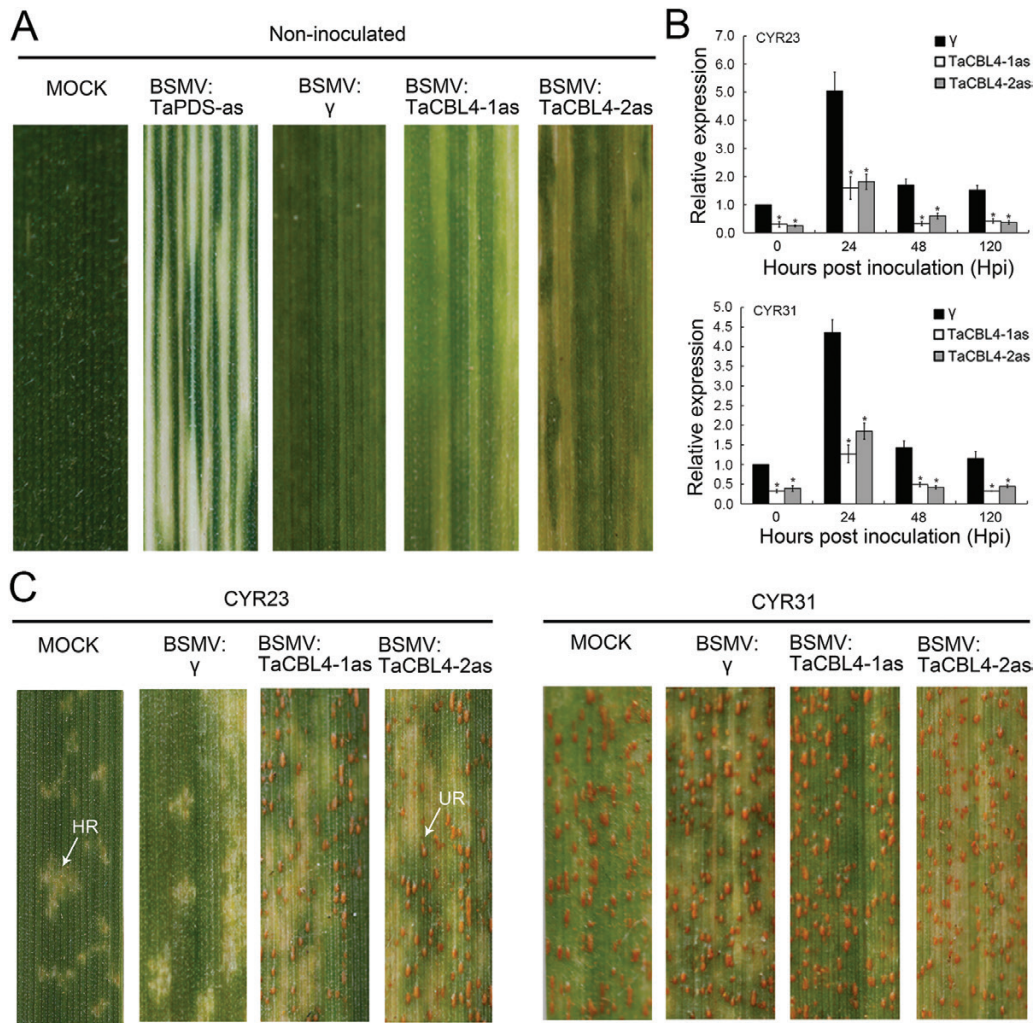 A
Non-inoculated
MOCK
BSMV:
TaPDS-as
BSMV:
γ
BSMV:
TaCBL4-1as
BSMV:
TaCBL4-2as
B
CYR23
γ
TaCBL4-1as
TaCBL4-2as
Relative expression
7.0
6.0
5.0
4.0
3.0
2.0
1.0
0.0
* * * * * * * *
0 24 48 120
Hours post inoculation (Hpi)
CYR31
γ
TaCBL4-1as
TaCBL4-2as
Relative expression
5.0
4.5
4.0
3.5
3.0
2.5
2.0
1.5
1.0
0.5
0.0
* * * * * * * *
0 24 48 120
Hours post inoculation (Hpi)
C
CYR23
MOCK
BSMV:
γ
BSMV:
TaCBL4-1as
BSMV:
TaCBL4-2as
HR
UR
CYR31
MOCK
BSMV:
γ
BSMV:
TaCBL4-1as
BSMV:
TaCBL4-2as